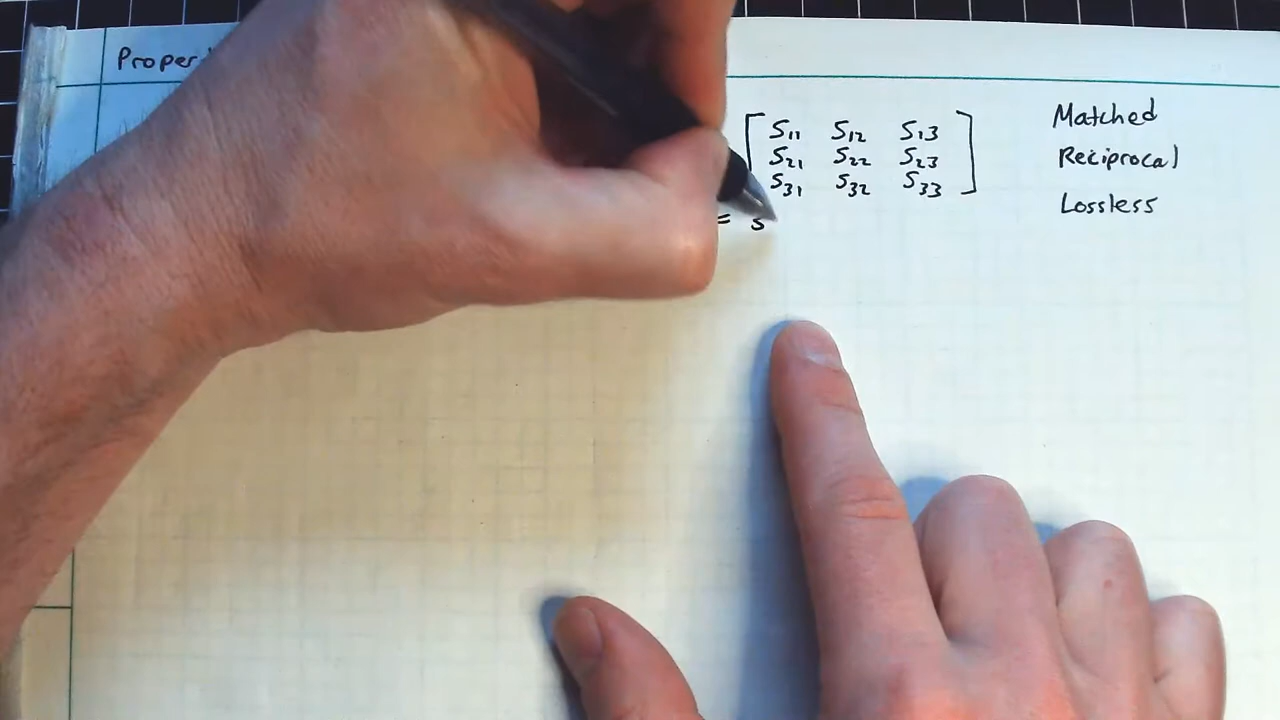 Proper
[ S11 S12 S13
S21 S22 S23
S31 S32 S33 ]
= S
Matched
Reciprocal
Lossless